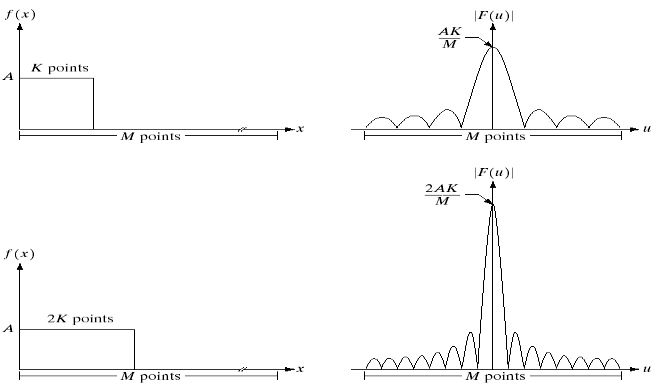 f(x)
A
K points
M points
x
|F(u)|
AK
M
M points
u
f(x)
A
2K points
M points
x
|F(u)|
2AK
M
M points
u